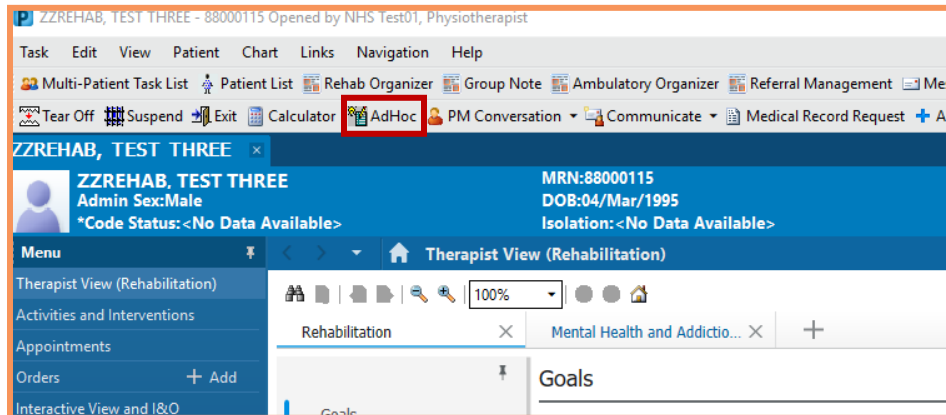 P ZZREHAB, TEST THREE - 88000115 Opened by NHS Test01, Physiotherapist
Task Edit View Patient Chart Links Navigation Help
Multi-Patient Task List Patient List Rehab Organizer Group Note Ambulatory Organizer Referral Management Me
Tear Off Suspend Exit Calculator AdHoc PM Conversation Communicate Medical Record Request + A
ZZREHAB, TEST THREE ×
ZZREHAB, TEST THREE MRN:88000115
Admin Sex:Male DOB:04/Mar/1995
*Code Status:<No Data Available> Isolation:<No Data Available>
Menu Therapist View (Rehabilitation)
Therapist View (Rehabilitation)
100%
Activities and Interventions
Rehabilitation Mental Health and Addictio...
Appointments
Orders + Add
Goals
Interactive View and I&O
Goals